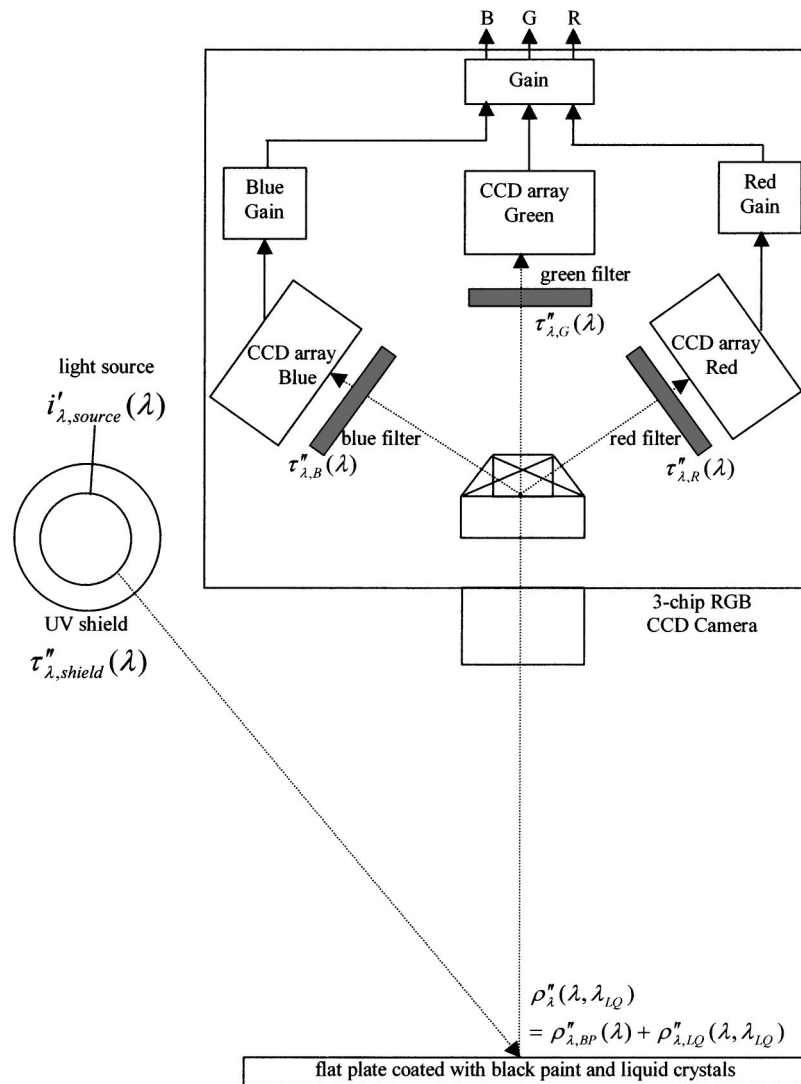 B G R
Gain
Blue
Gain
CCD array
Green
Red
Gain
green filter
τ″λ,G(λ)
CCD array
Blue
CCD array
Red
light source
i′λ,source(λ)
blue filter
τ″λ,B(λ)
red filter
τ″λ,R(λ)
UV shield
τ″λ,shield(λ)
3-chip RGB
CCD Camera
ρ″λ(λ, λLQ)
= ρ″λ,BP(λ) + ρ″λ,LQ(λ, λLQ)
flat plate coated with black paint and liquid crystals